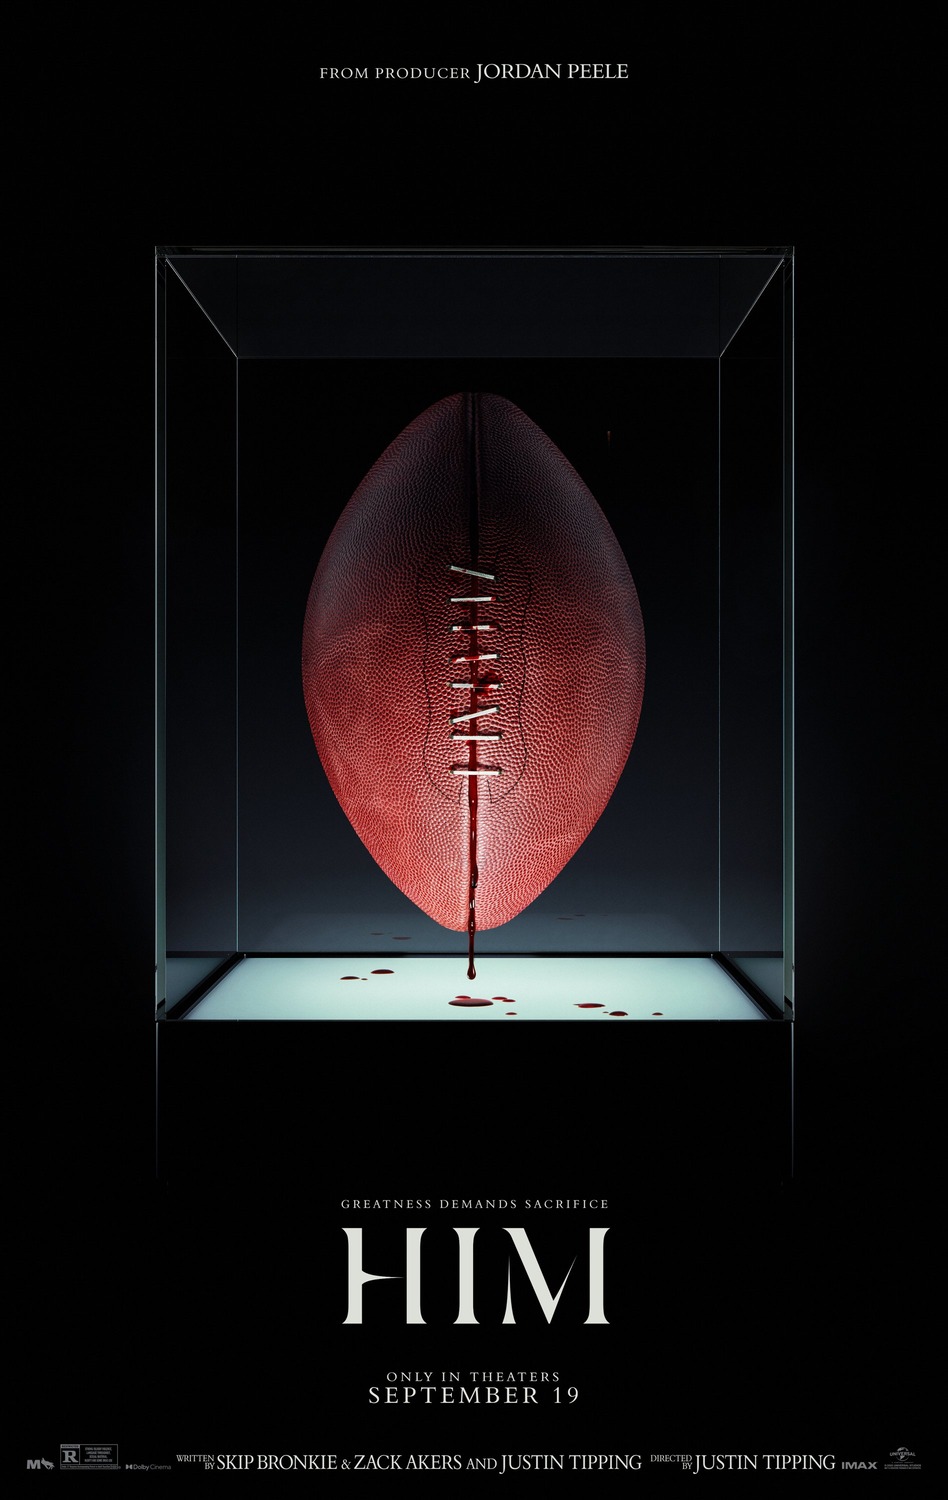 FROM PRODUCER JORDAN PEELE
GREATNESS DEMANDS SACRIFICE
HIM
ONLY IN THEATERS
SEPTEMBER 19
R Dolby Cinema WRITTEN BY SKIP BRONKIE & ZACK AKERS AND JUSTIN TIPPING DIRECTED BY JUSTIN TIPPING IMAX UNIVERSAL